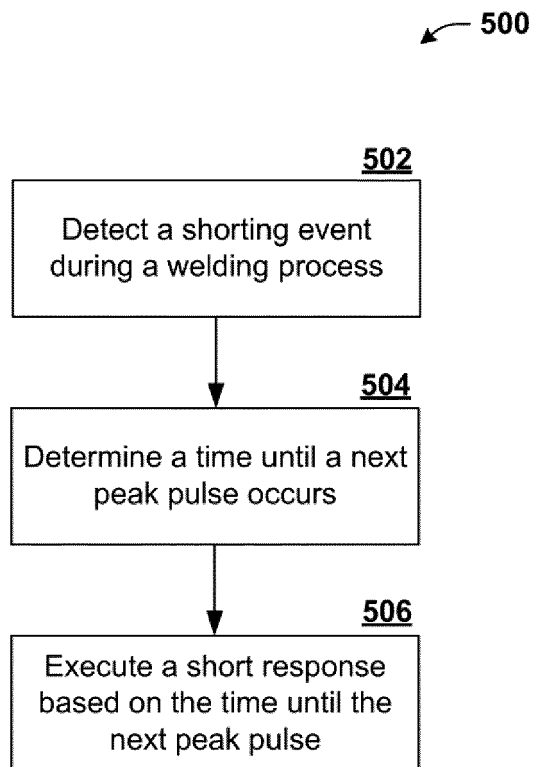 500
502
Detect a shorting event
during a welding process
504
Determine a time until a next
peak pulse occurs
506
Execute a short response
based on the time until the
next peak pulse